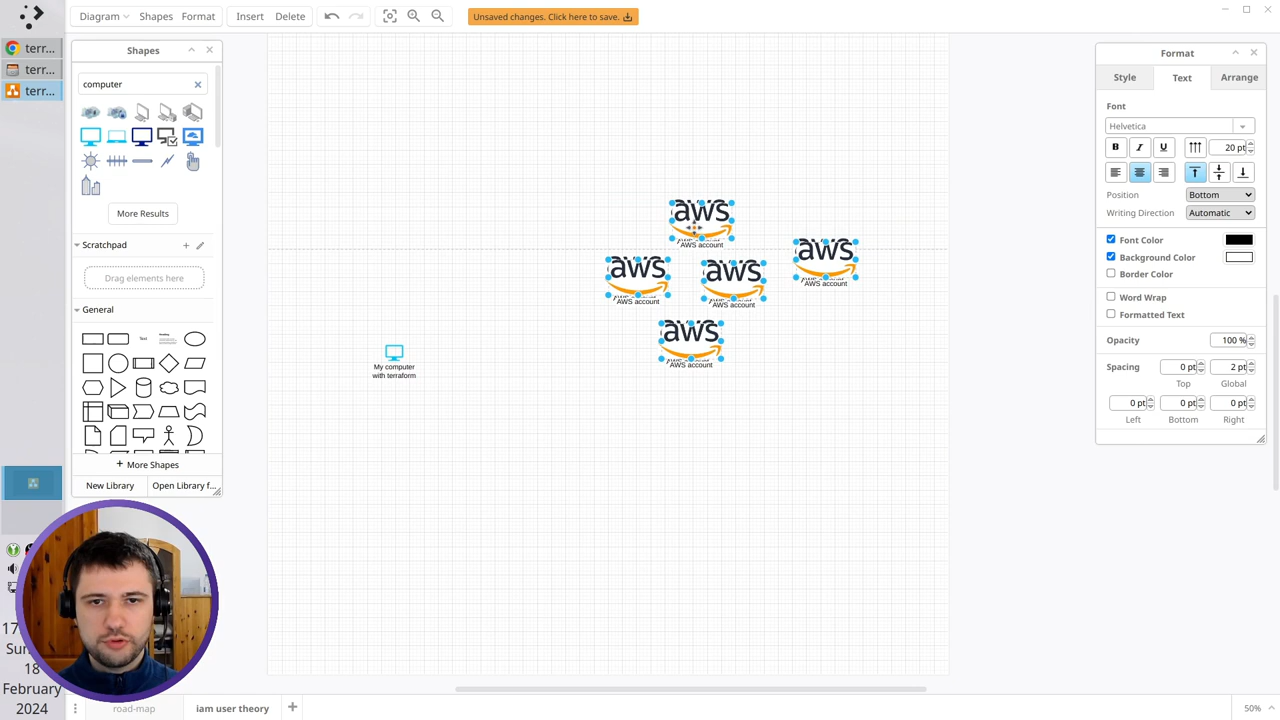 Diagram Shapes Format Insert Delete Unsaved changes. Click here to save.
terr...
terr...
terr...
Shapes
computer
More Results
Scratchpad
Drag elements here
General
Text
More Shapes
New Library Open Library f...
aws
AWS account
aws
AWS account
aws
AWS account
aws
AWS account
aws
AWS account
My computer
with terraform
Format
Style Text Arrange
Font
Helvetica
B I U 20 pt
Position Bottom
Writing Direction Automatic
Font Color
Background Color
Border Color
Word Wrap
Formatted Text
Opacity 100 %
Spacing 0 pt 2 pt
Top Global
0 pt 0 pt 0 pt
Left Bottom Right
18
February
2024
road-map iam user theory
50%